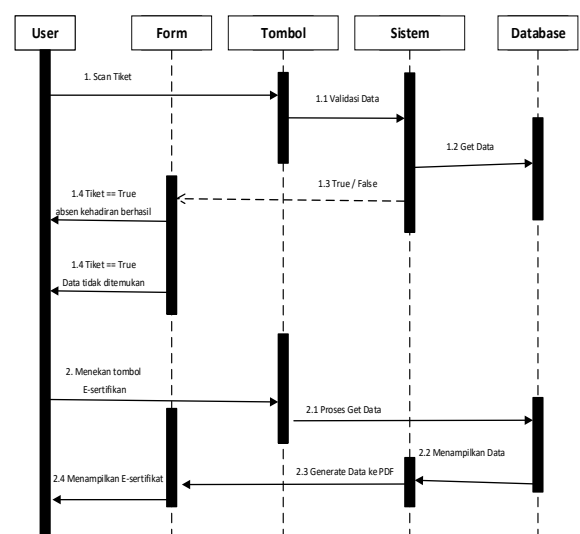 User
Form
Tombol
Sistem
Database
1. Scan Tiket
1.1 Validasi Data
1.2 Get Data
1.3 True / False
1.4 Tiket == True
absen kehadiran berhasil
1.4 Tiket == True
Data tidak ditemukan
2. Menekan tombol
E-sertifikan
2.1 Proses Get Data
2.2 Menampilkan Data
2.3 Generate Data ke PDF
2.4 Menampilkan E-sertifikat